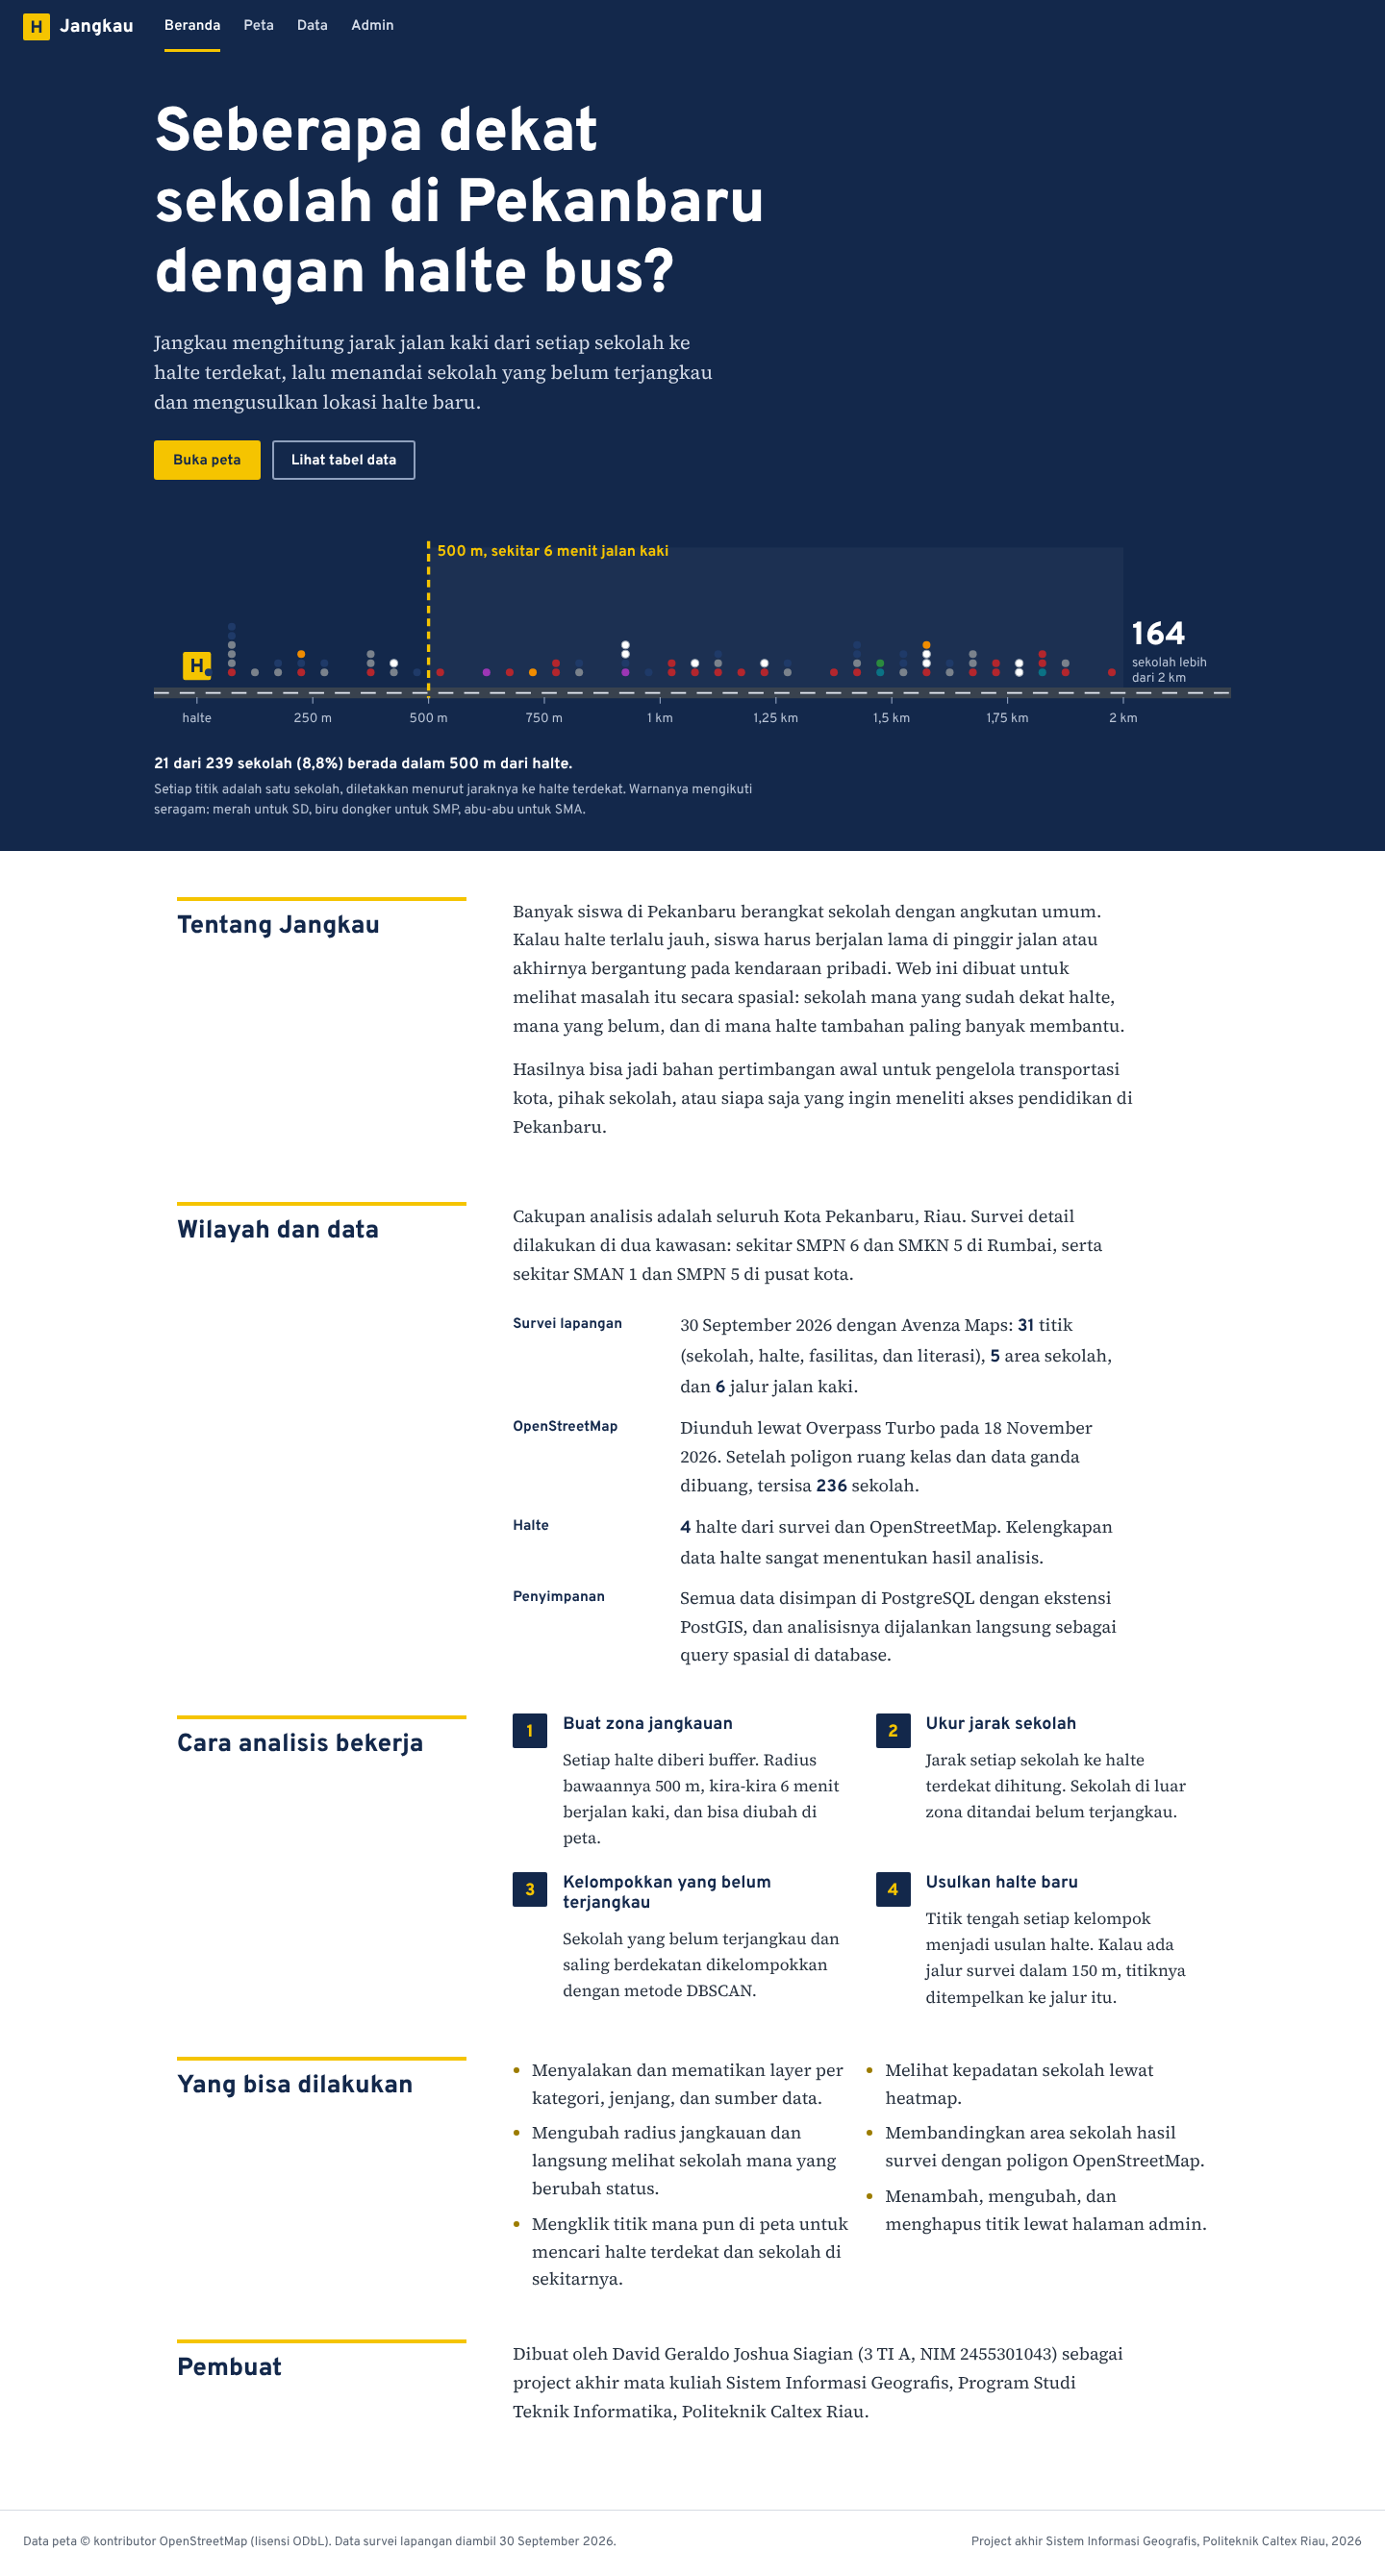 H Jangkau Beranda Peta Data Admin
Seberapa dekat
sekolah di Pekanbaru
dengan halte bus?
Jangkau menghitung jarak jalan kaki dari setiap sekolah ke
halte terdekat, lalu menandai sekolah yang belum terjangkau
dan mengusulkan lokasi halte baru.
Buka peta Lihat tabel data
500 m, sekitar 6 menit jalan kaki
164
sekolah lebih
dari 2 km
H
halte 250 m 500 m 750 m 1 km 1,25 km 1,5 km 1,75 km 2 km
21 dari 239 sekolah (8,8%) berada dalam 500 m dari halte.
Setiap titik adalah satu sekolah, diletakkan menurut jaraknya ke halte terdekat. Warnanya mengikuti
seragam: merah untuk SD, biru dongker untuk SMP, abu-abu untuk SMA.
Tentang Jangkau
Banyak siswa di Pekanbaru berangkat sekolah dengan angkutan umum.
Kalau halte terlalu jauh, siswa harus berjalan lama di pinggir jalan atau
akhirnya bergantung pada kendaraan pribadi. Web ini dibuat untuk
melihat masalah itu secara spasial: sekolah mana yang sudah dekat halte,
mana yang belum, dan di mana halte tambahan paling banyak membantu.
Hasilnya bisa jadi bahan pertimbangan awal untuk pengelola transportasi
kota, pihak sekolah, atau siapa saja yang ingin meneliti akses pendidikan di
Pekanbaru.
Wilayah dan data
Cakupan analisis adalah seluruh Kota Pekanbaru, Riau. Survei detail
dilakukan di dua kawasan: sekitar SMPN 6 dan SMKN 5 di Rumbai, serta
sekitar SMAN 1 dan SMPN 5 di pusat kota.
Survei lapangan
30 September 2026 dengan Avenza Maps: 31 titik
(sekolah, halte, fasilitas, dan literasi), 5 area sekolah,
dan 6 jalur jalan kaki.
OpenStreetMap
Diunduh lewat Overpass Turbo pada 18 November
2026. Setelah poligon ruang kelas dan data ganda
dibuang, tersisa 236 sekolah.
Halte
4 halte dari survei dan OpenStreetMap. Kelengkapan
data halte sangat menentukan hasil analisis.
Penyimpanan
Semua data disimpan di PostgreSQL dengan ekstensi
PostGIS, dan analisisnya dijalankan langsung sebagai
query spasial di database.
Cara analisis bekerja
1 Buat zona jangkauan
Setiap halte diberi buffer. Radius
bawaannya 500 m, kira-kira 6 menit
berjalan kaki, dan bisa diubah di
peta.
2 Ukur jarak sekolah
Jarak setiap sekolah ke halte
terdekat dihitung. Sekolah di luar
zona ditandai belum terjangkau.
3 Kelompokkan yang belum
terjangkau
Sekolah yang belum terjangkau dan
saling berdekatan dikelompokkan
dengan metode DBSCAN.
4 Usulkan halte baru
Titik tengah setiap kelompok
menjadi usulan halte. Kalau ada
jalur survei dalam 150 m, titiknya
ditempelkan ke jalur itu.
Yang bisa dilakukan
Menyalakan dan mematikan layer per
kategori, jenjang, dan sumber data.
Mengubah radius jangkauan dan
langsung melihat sekolah mana yang
berubah status.
Mengklik titik mana pun di peta untuk
mencari halte terdekat dan sekolah di
sekitarnya.
Melihat kepadatan sekolah lewat
heatmap.
Membandingkan area sekolah hasil
survei dengan poligon OpenStreetMap.
Menambah, mengubah, dan
menghapus titik lewat halaman admin.
Pembuat
Dibuat oleh David Geraldo Joshua Siagian (3 TI A, NIM 2455301043) sebagai
project akhir mata kuliah Sistem Informasi Geografis, Program Studi
Teknik Informatika, Politeknik Caltex Riau.
Data peta © kontributor OpenStreetMap (lisensi ODbL). Data survei lapangan diambil 30 September 2026.
Project akhir Sistem Informasi Geografis, Politeknik Caltex Riau, 2026